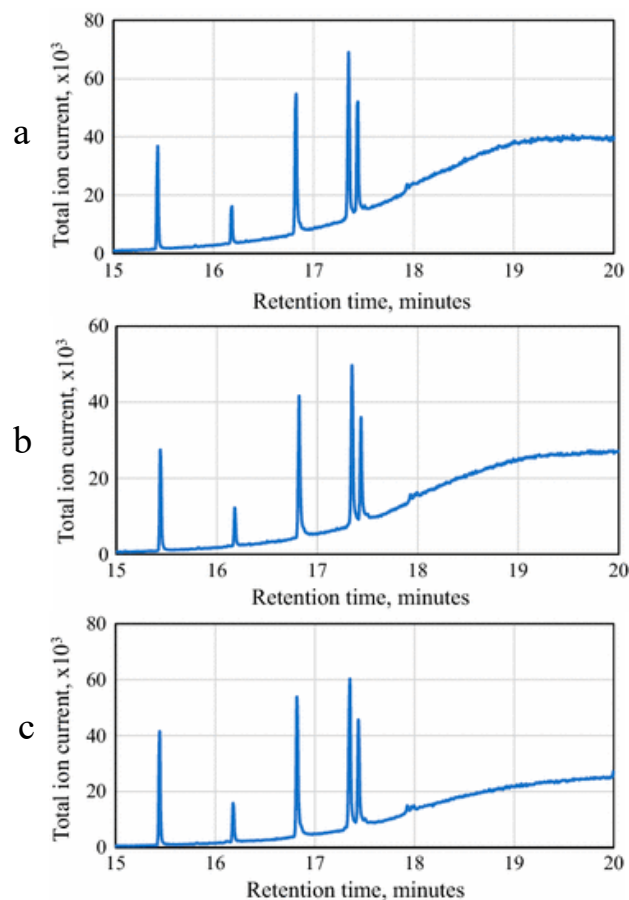 a
Total ion current, x10³
80
60
40
20
0
15 16 17 18 19 20
Retention time, minutes
b
Total ion current, x10³
60
40
20
0
15 16 17 18 19 20
Retention time, minutes
c
Total ion current, x10³
80
60
40
20
0
15 16 17 18 19 20
Retention time, minutes